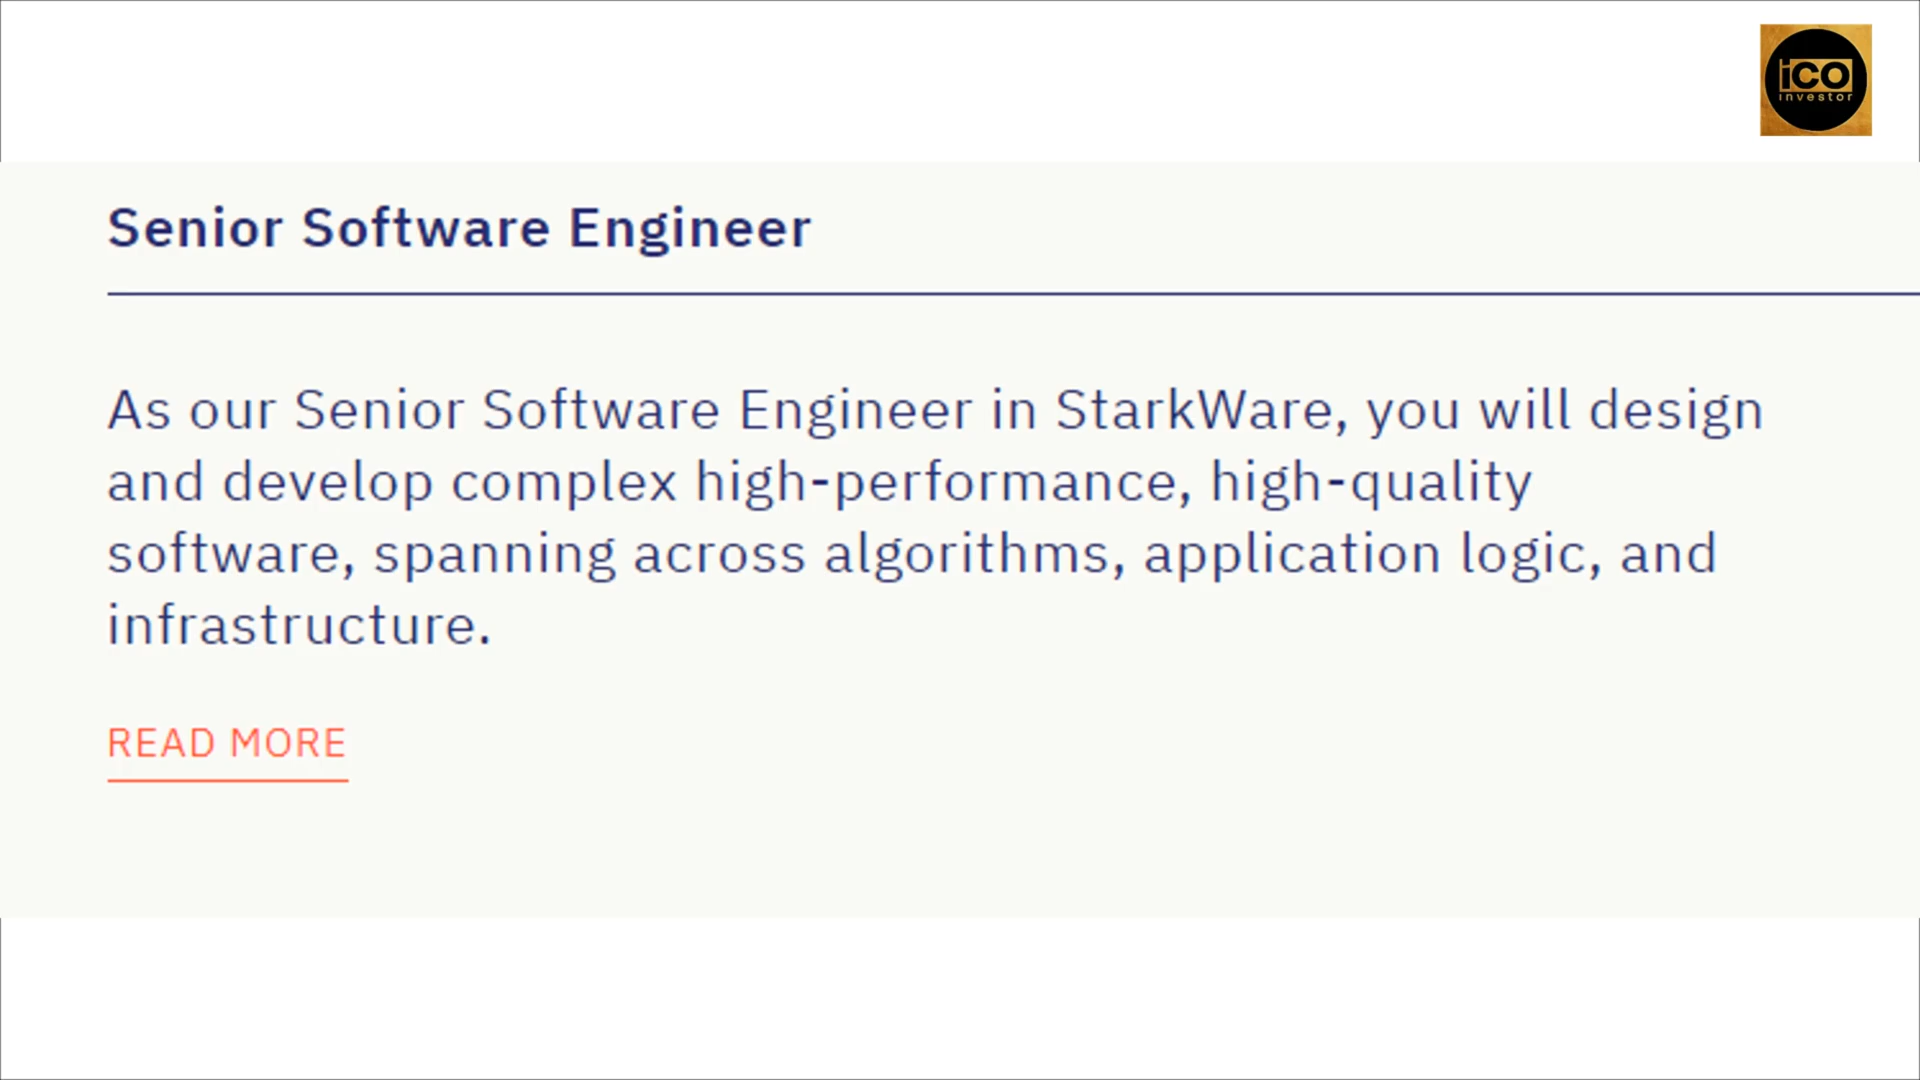 iCO
investor
Senior Software Engineer
As our Senior Software Engineer in StarkWare, you will design
and develop complex high-performance, high-quality
software, spanning across algorithms, application logic, and
infrastructure.
READ MORE